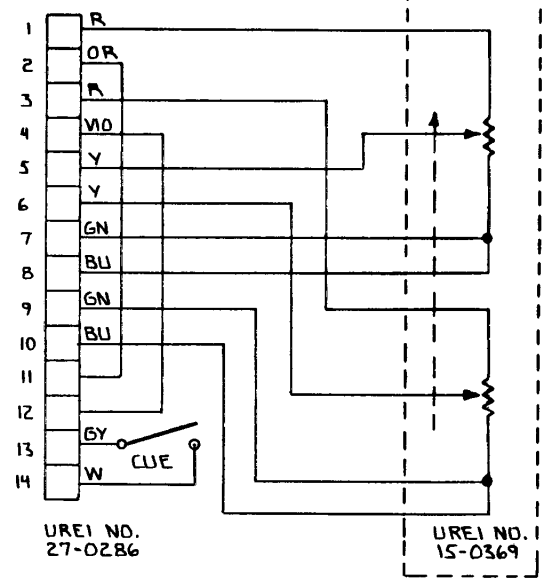 1 R
2 OR
3 R
4 VIO
5 Y
6 Y
7 GN
8 BU
9 GN
10 BU
11
12
13 GY
CUE
14 W
UREI NO.
27-0286
UREI NO.
15-0369